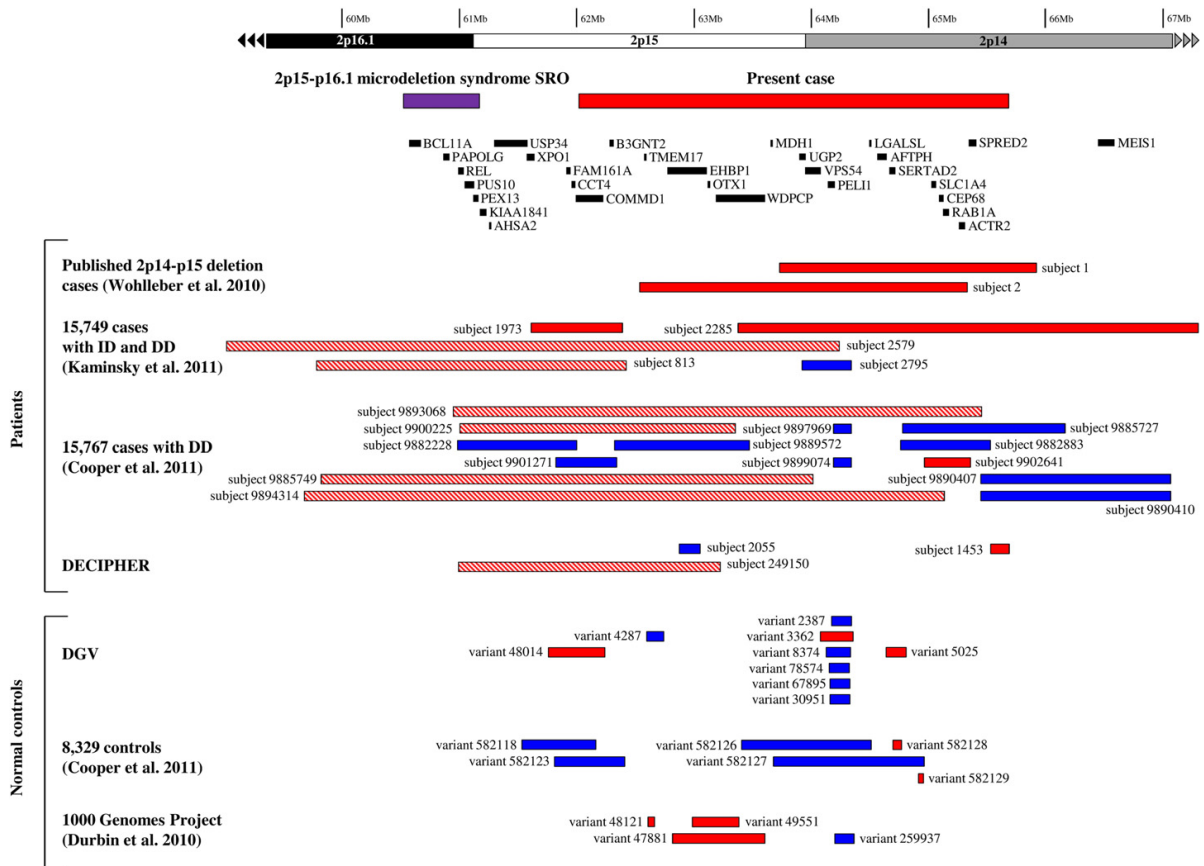 60Mb 61Mb 62Mb 63Mb 64Mb 65Mb 66Mb 67Mb
2p16.1 2p15 2p14
2p15-p16.1 microdeletion syndrome SRO Present case
BCL11A USP34 B3GNT2 MDH1 LGALSL SPRED2 MEIS1
PAPOLG XPO1 TMEM17 UGP2 AFTPH
REL FAM161A EHBP1 VPS54 SERTAD2
PUS10 CCT4 OTX1 PELI1 SLC1A4
PEX13 COMMD1 WDPCP CEP68
KIAA1841 RAB1A
AHSA2 ACTR2
Patients
Published 2p14-p15 deletion
cases (Wohlleber et al. 2010)
subject 1
subject 2
15,749 cases
with ID and DD
(Kaminsky et al. 2011)
subject 1973 subject 2285
subject 2579
subject 813 subject 2795
15,767 cases with DD
(Cooper et al. 2011)
subject 9893068
subject 9900225 subject 9897969 subject 9885727
subject 9882228 subject 9889572 subject 9882883
subject 9901271 subject 9899074 subject 9902641
subject 9885749 subject 9890407
subject 9894314
subject 9890410
DECIPHER
subject 2055 subject 1453
subject 249150
Normal controls
DGV
variant 2387
variant 4287 variant 3362
variant 48014 variant 8374 variant 5025
variant 78574
variant 67895
variant 30951
8,329 controls
(Cooper et al. 2011)
variant 582118 variant 582126 variant 582128
variant 582123 variant 582127
variant 582129
1000 Genomes Project
(Durbin et al. 2010)
variant 48121 variant 49551
variant 47881 variant 259937